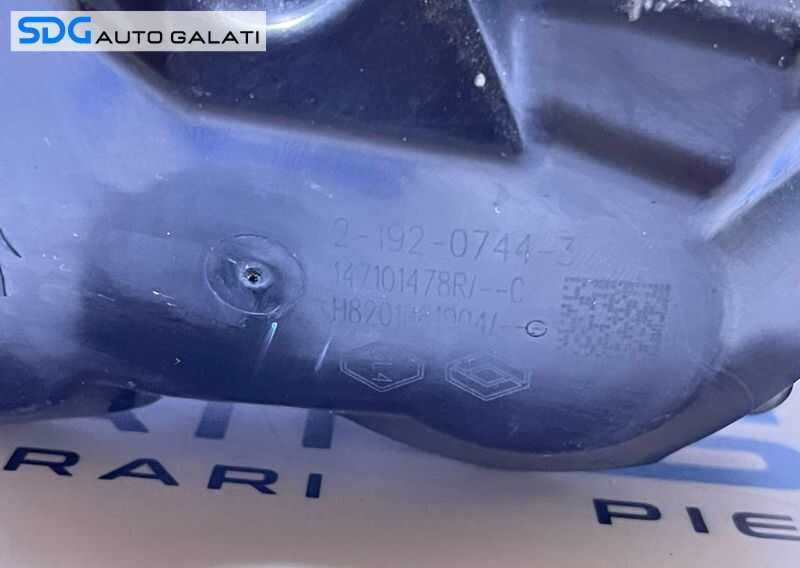 SDG AUTO GALATI
2-192-0744-3
147101478R/--C
RARI
PIE